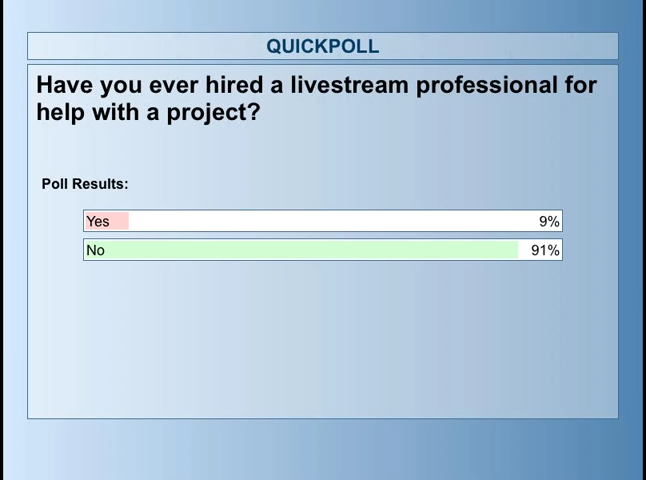 QUICKPOLL
Have you ever hired a livestream professional for
help with a project?
Poll Results:
Yes 9%
No 91%